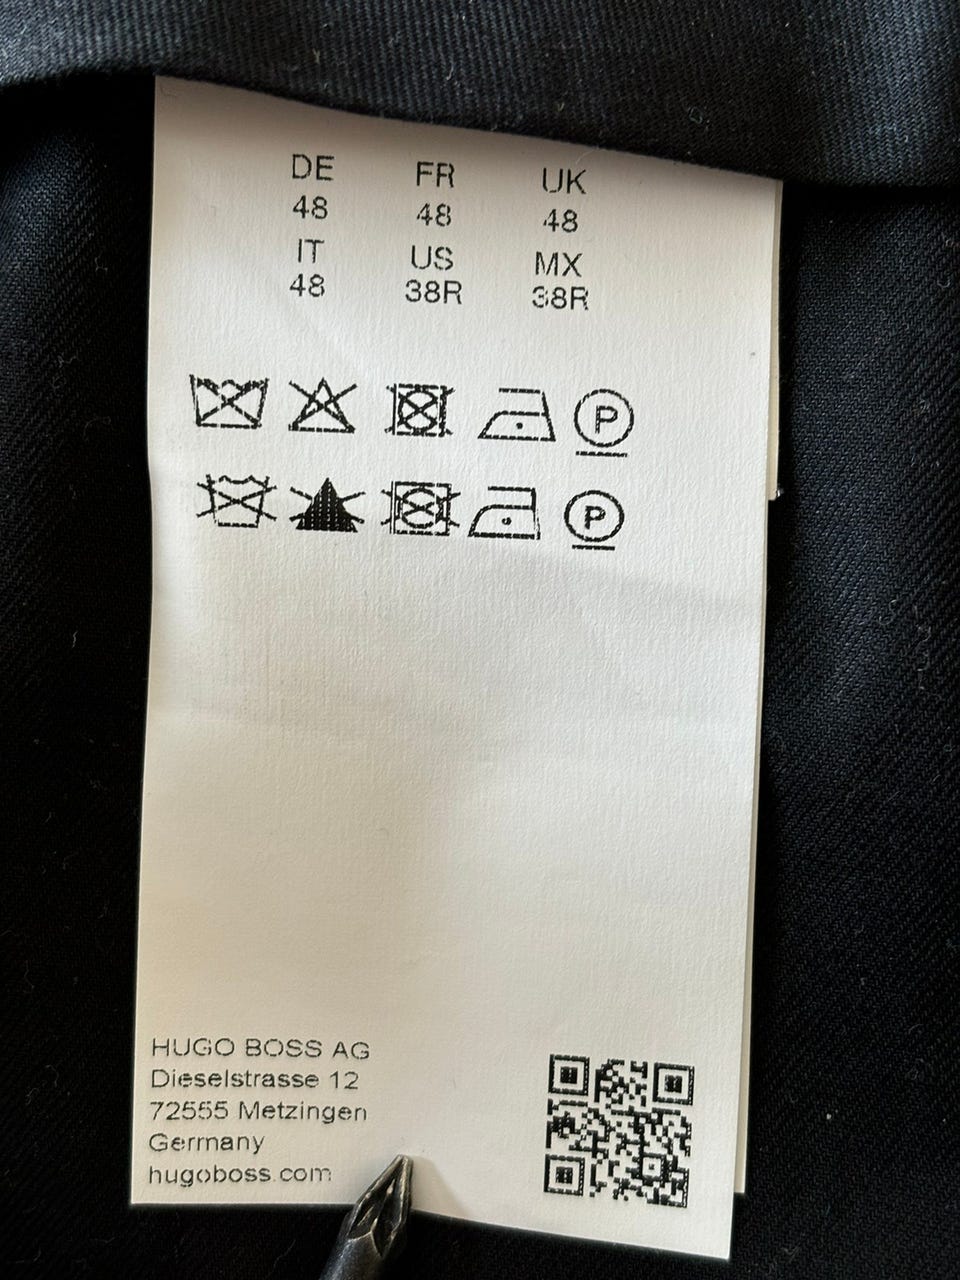 DE FR UK
48 48 48
IT US MX
48 38R 38R
P
P
HUGO BOSS AG
Dieselstrasse 12
72555 Metzingen
Germany
hugoboss.com